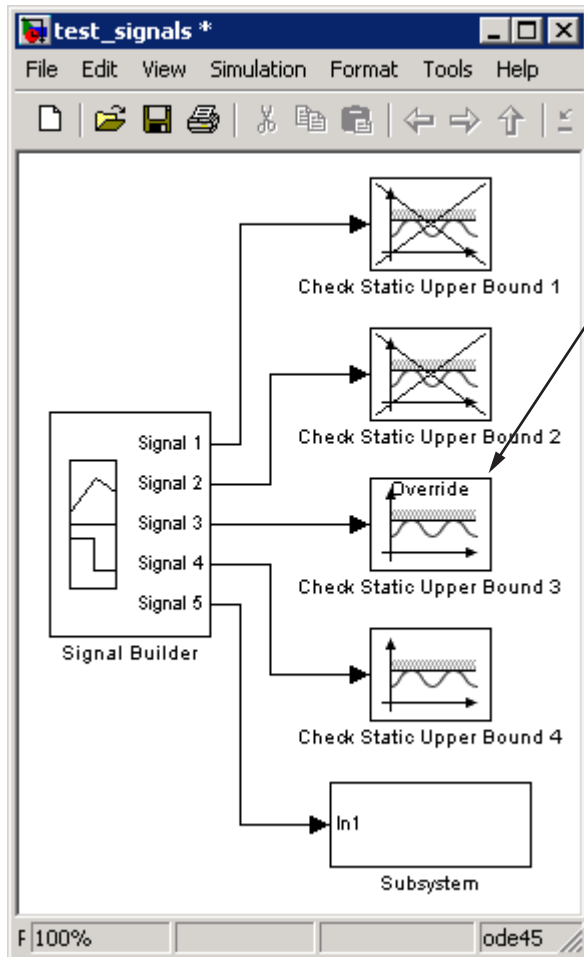 test_signals *
File Edit View Simulation Format Tools Help
Check Static Upper Bound 1
Check Static Upper Bound 2
Signal 1
Signal 2
Signal 3
Signal 4
Signal 5
Signal Builder
Override
Check Static Upper Bound 3
Check Static Upper Bound 4
In1
Subsystem
F 100% ode45